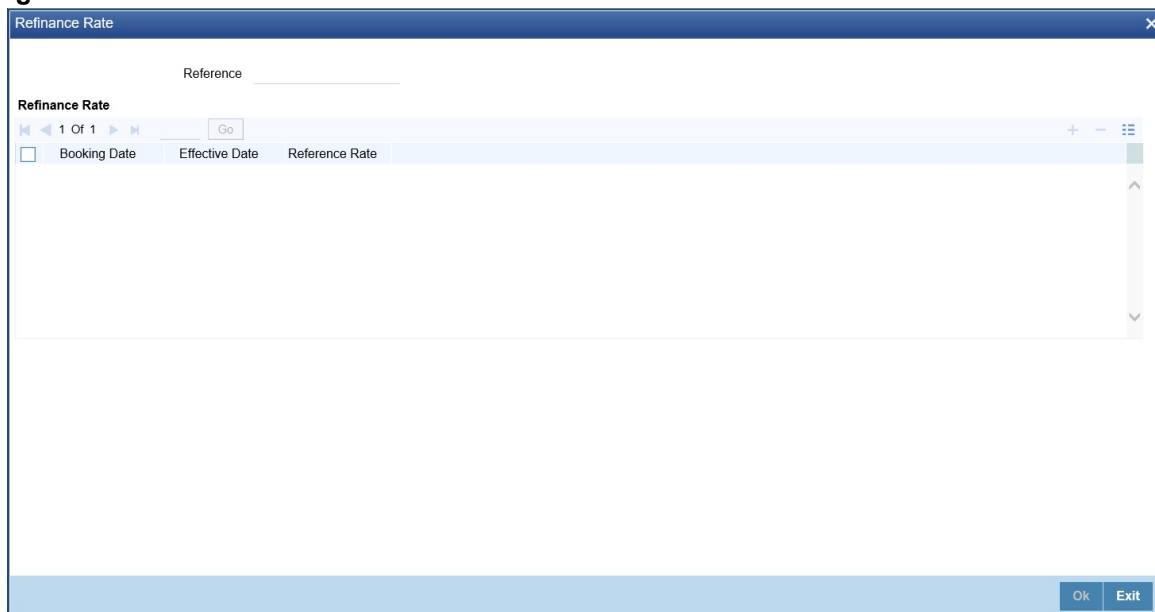 Refinance Rate
Reference
Refinance Rate
1 Of 1 Go
Booking Date Effective Date Reference Rate
Ok Exit